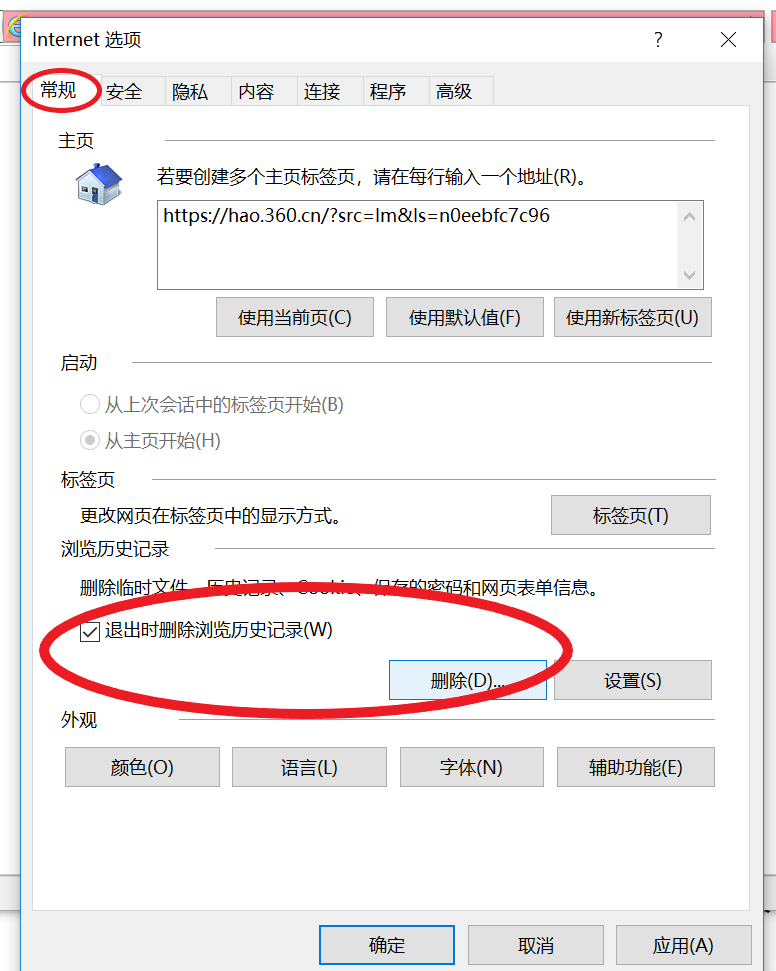 Internet 选项
常规 安全 隐私 内容 连接 程序 高级
主页
若要创建多个主页标签页，请在每行输入一个地址(R)。
https://hao.360.cn/?src=lm&ls=n0eebfc7c96
使用当前页(C) 使用默认值(F) 使用新标签页(U)
启动
从上次会话中的标签页开始(B)
从主页开始(H)
标签页
更改网页在标签页中的显示方式。 标签页(T)
浏览历史记录
删除临时文件、历史记录、Cookie、保存的密码和网页表单信息。
退出时删除浏览历史记录(W)
删除(D)... 设置(S)
外观
颜色(O) 语言(L) 字体(N) 辅助功能(E)
确定 取消 应用(A)